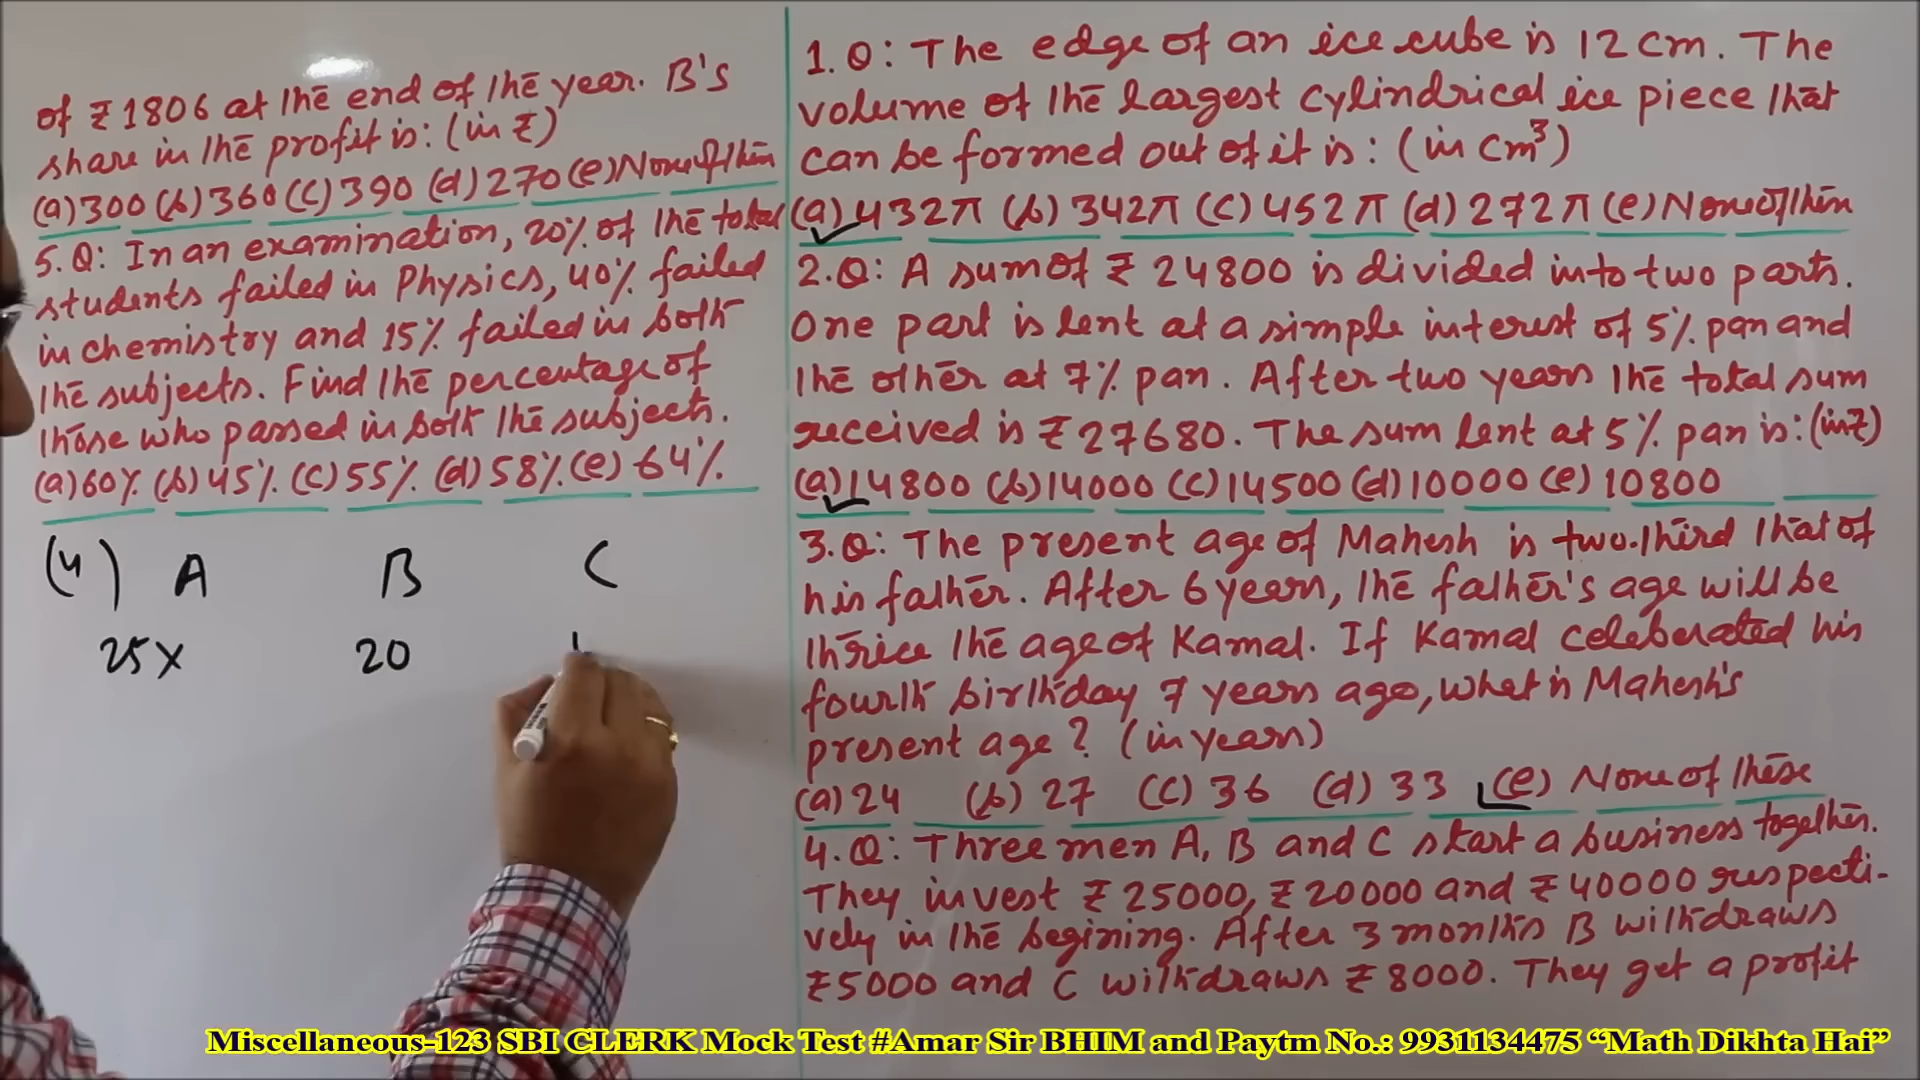 of ₹1806 at the end of the year. B's
share in the profit is: (in ₹)
(a) 300 (b) 360 (c) 390 (d) 270 (e) None of them
5.Q: In an examination, 20% of the total
students failed in Physics, 40% failed
in chemistry and 15% failed in both
the subjects. Find the percentage of
those who passed in both the subjects.
(a) 60% (b) 45% (c) 55% (d) 58% (e) 64%
(4) A B C
25x 20
1.Q: The edge of an ice cube is 12cm. The
volume of the largest cylindrical ice piece that
can be formed out of it is: (in cm³)
(a) 432π (b) 342π (c) 452π (d) 272π (e) None of them
2.Q: A sum of ₹ 24800 is divided into two parts.
One part is lent at a simple interest of 5% pan and
the other at 7% pan. After two years the total sum
received is ₹27680. The sum lent at 5% pan is: (in ₹)
(a) 14800 (b) 14000 (c) 14500 (d) 10000 (e) 10800
3.Q: The present age of Mahesh is two-third that of
his father. After 6 years, the father's age will be
thrice the age of Kamal. If Kamal celeberated his
fourth birthday 7 years ago, what is Mahesh's
present age? (in years)
(a) 24 (b) 27 (c) 36 (d) 33 (e) None of these
4.Q: Three men A, B and C start a business together.
They invest ₹ 25000, ₹20000 and ₹40000 respecti-
vely in the begining. After 3 months B withdraws
₹5000 and C withdraws ₹ 8000. They get a profit
Miscellaneous-123 SBI CLERK Mock Test #Amar Sir BHIM and Paytm No.: 9931134475 “Math Dikhta Hai”